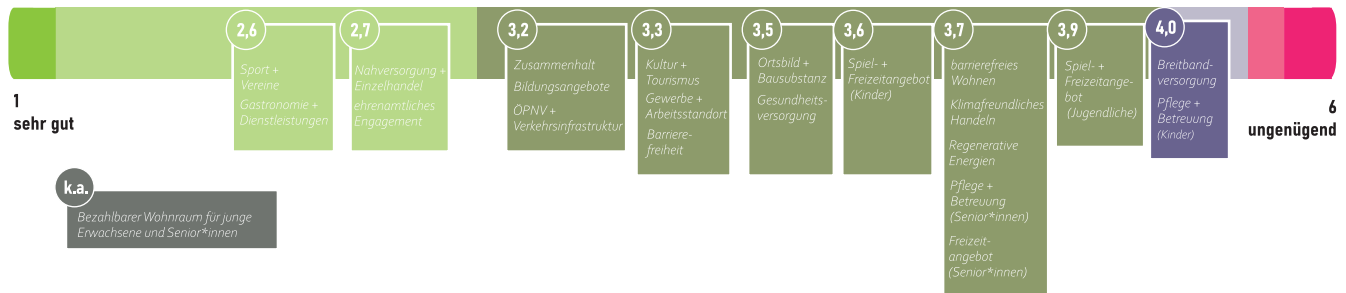 1
sehr gut
2,6
Sport +
Vereine
Gastronomie +
Dienstleistungen
2,7
Nahversorgung +
Einzelhandel
ehrenamtliches
Engagement
3,2
Zusammenhalt
Bildungsangebote
ÖPNV +
Verkehrsinfrastruktur
3,3
Kultur +
Tourismus
Gewerbe +
Arbeitsstandort
Barriere-
freiheit
3,5
Ortsbild +
Bausubstanz
Gesundheits-
versorgung
3,6
Spiel- +
Freizeitangebot
(Kinder)
3,7
barrierefreies
Wohnen
Klimafreundliches
Handeln
Regenerative
Energien
Pflege +
Betreuung
(Senior*innen)
Freizeit-
angebot
(Senior*innen)
3,9
Spiel- +
Freizeitange-
bot
(Jugendliche)
4,0
Breitband-
versorgung
Pflege +
Betreuung
(Kinder)
6
ungenügend
k.a.
Bezahlbarer Wohnraum für junge
Erwachsene und Senior*innen